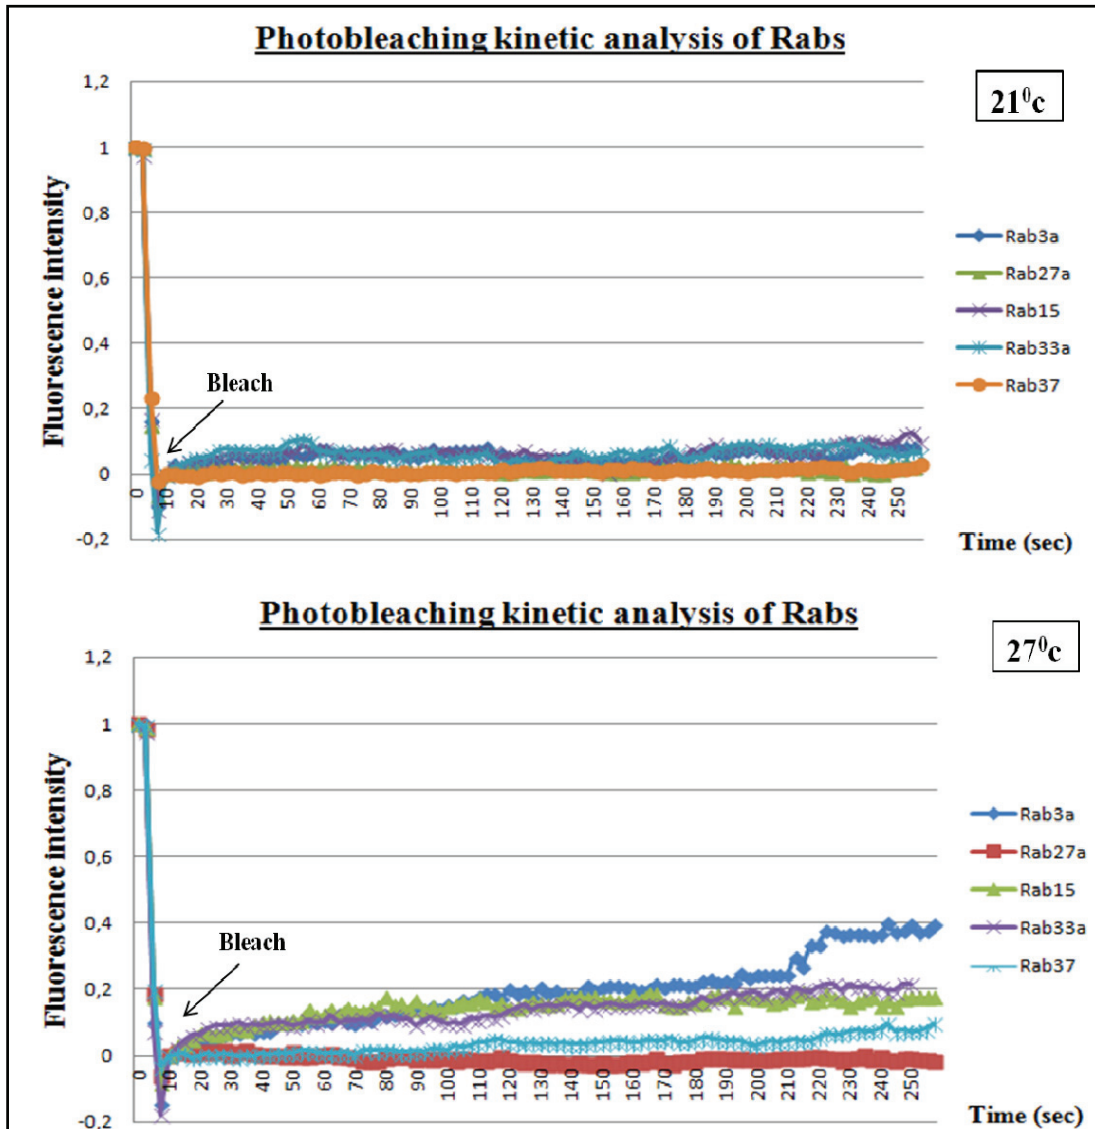 Photobleaching kinetic analysis of Rabs
21⁰c
Fluorescence intensity
1,2
1
0,8
0,6
0,4
0,2
0
-0,2
Bleach
0 10 20 30 40 50 60 70 80 90 100 110 120 130 140 150 160 170 180 190 200 210 220 230 240 250
Time (sec)
Rab3a
Rab27a
Rab15
Rab33a
Rab37
Photobleaching kinetic analysis of Rabs
27⁰c
Fluorescence intensity
1,2
1
0,8
0,6
0,4
0,2
0
-0,2
Bleach
0 10 20 30 40 50 60 70 80 90 100 110 120 130 140 150 160 170 180 190 200 210 220 230 240 250
Time (sec)
Rab3a
Rab27a
Rab15
Rab33a
Rab37